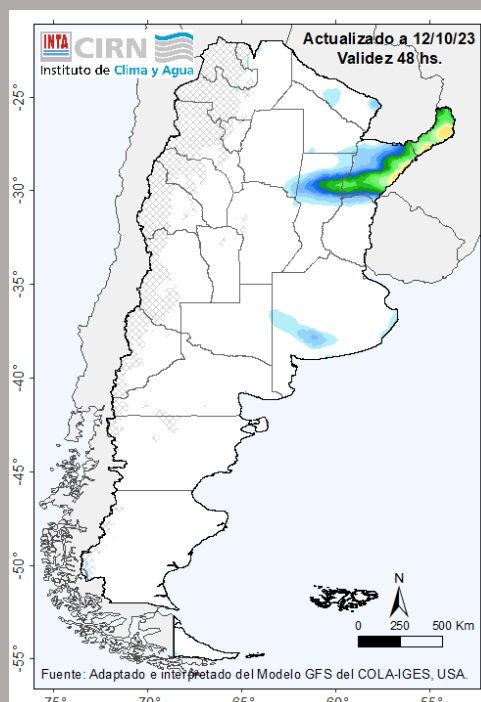 INTA CIRN
Instituto de Clima y Agua
Actualizado a 12/10/23
Validez 48 hs.
-25°
-30°
-35°
-40°
-45°
-50°
-55°
N
0 500 Km
Fuente: Adaptado e interpretado del Modelo GFS del COLA-IGES, USA.
-75° -70° -65° -60° -55°